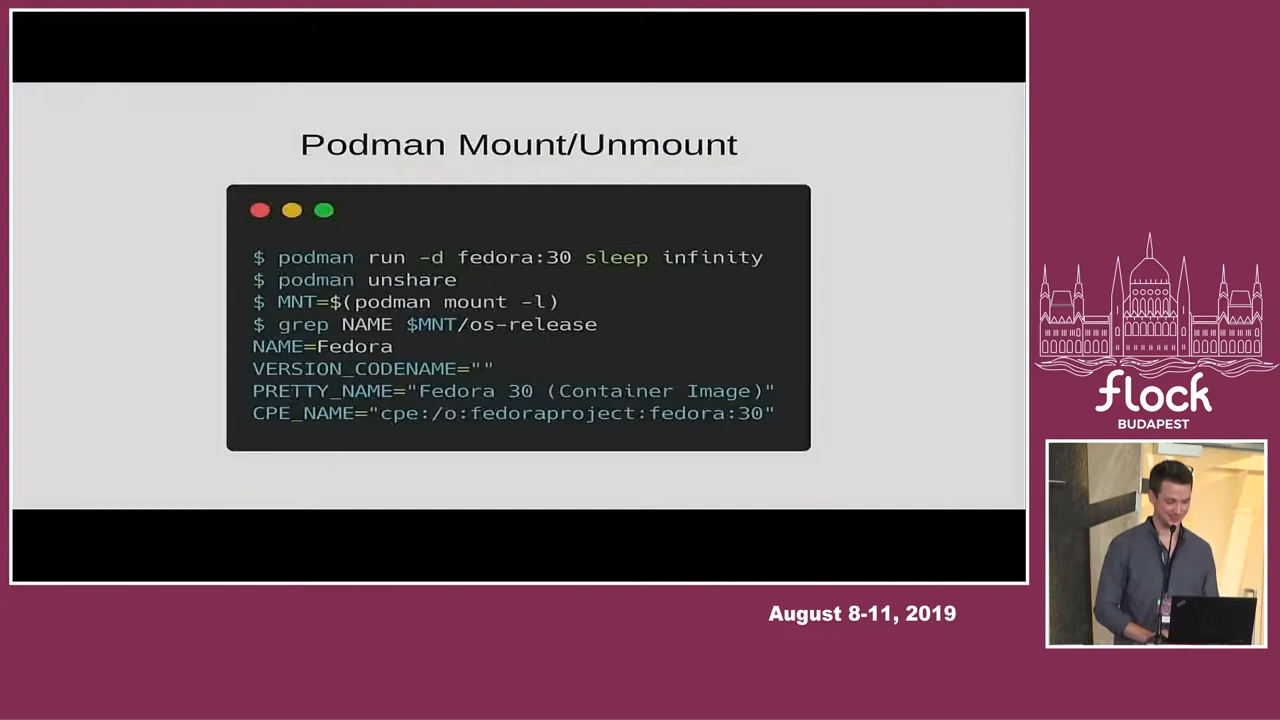 Podman Mount/Unmount
$ podman run -d fedora:30 sleep infinity
$ podman unshare
$ MNT=$(podman mount -l)
$ grep NAME $MNT/os-release
NAME=Fedora
VERSION_CODENAME=""
PRETTY_NAME="Fedora 30 (Container Image)"
CPE_NAME="cpe:/o:fedoraproject:fedora:30"
flock
BUDAPEST
August 8-11, 2019